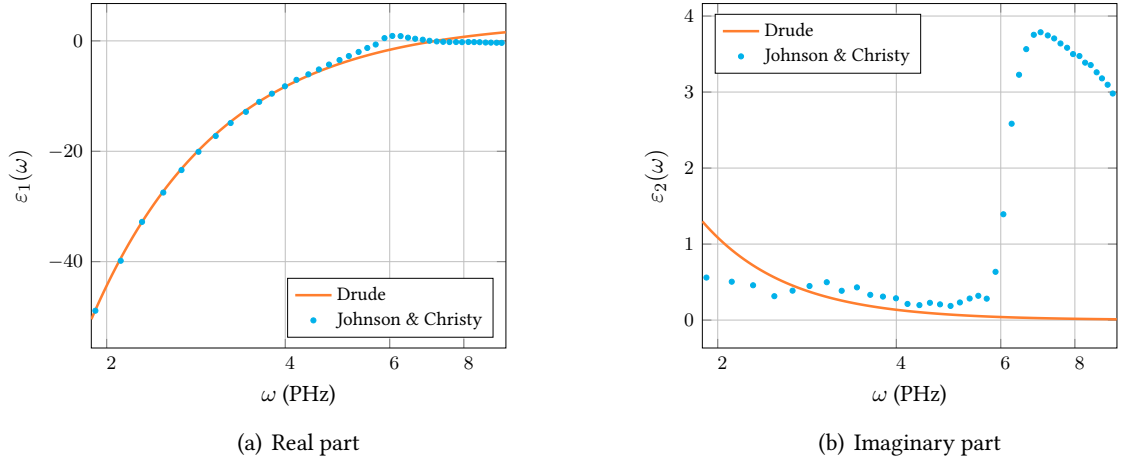 0
−20
−40
ε₁(ω)
Drude
Johnson & Christy
2
4
6
8
ω (PHz)
(a) Real part
4
3
2
1
0
ε₂(ω)
Drude
Johnson & Christy
2
4
6
8
ω (PHz)
(b) Imaginary part